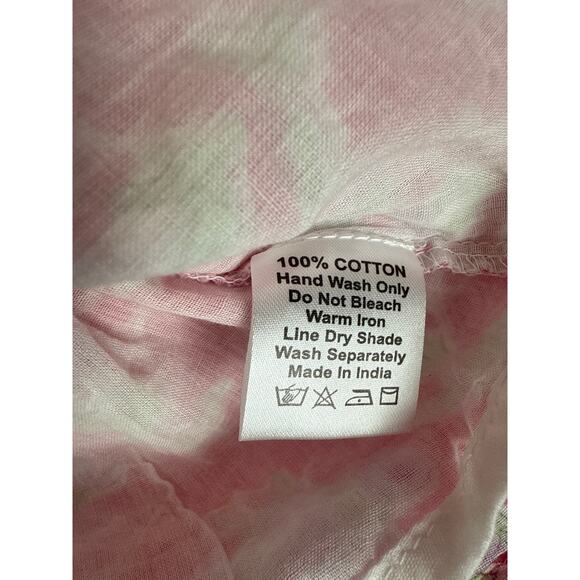 100% COTTON
Hand Wash Only
Do Not Bleach
Warm Iron
Line Dry Shade
Wash Separately
Made In India